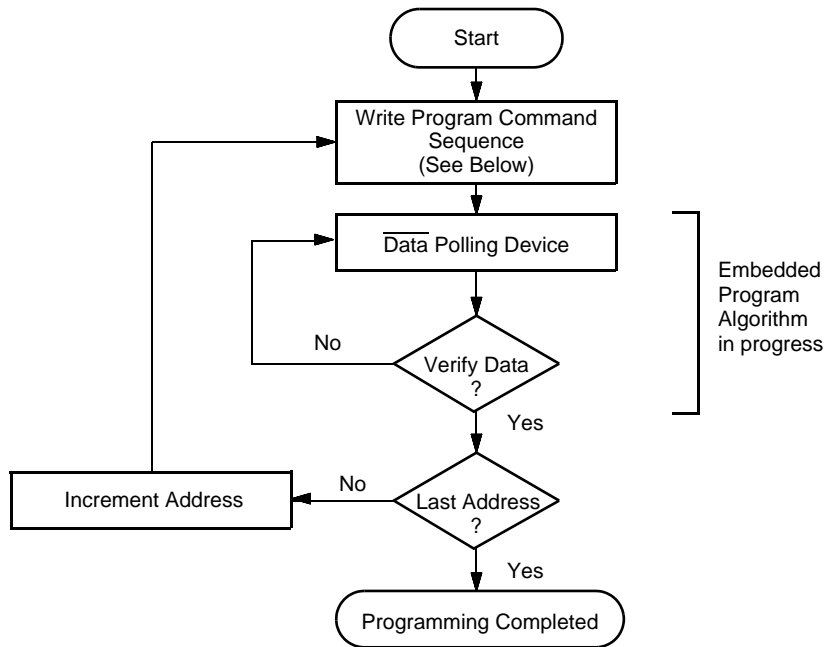 Start
Write Program Command
Sequence
(See Below)
Data Polling Device
Embedded
Program
Algorithm
in progress
No
Verify Data
?
Yes
Increment Address
No
Last Address
?
Yes
Programming Completed